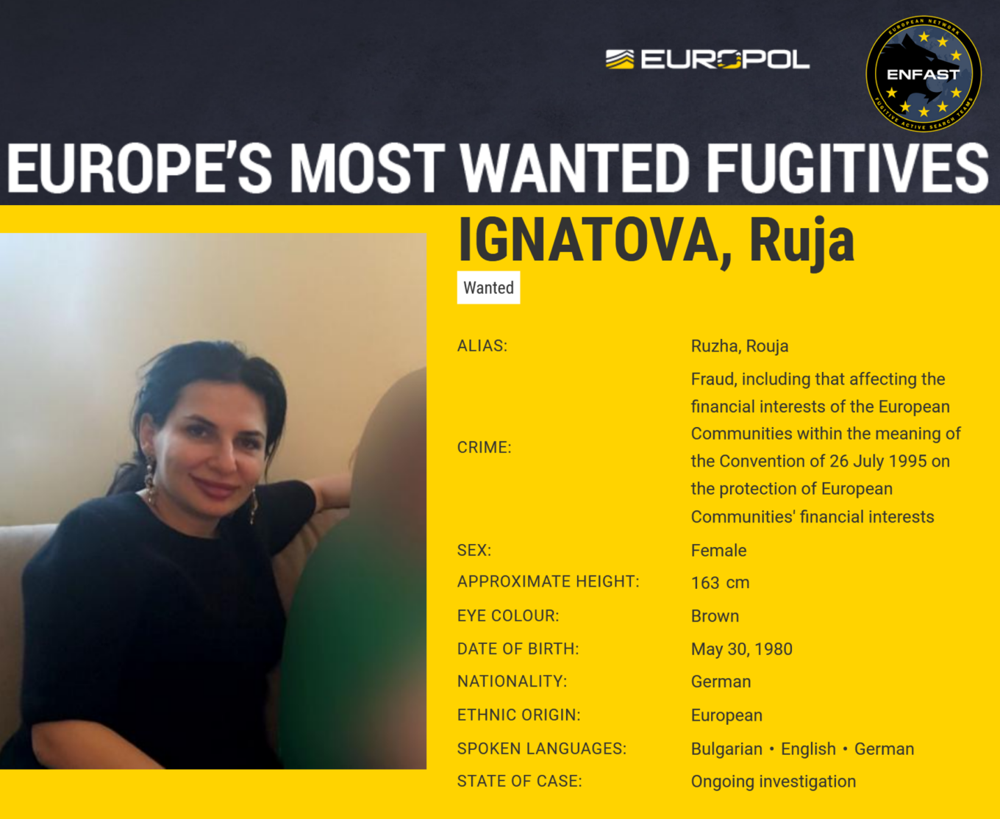 EUROPOL
EUROPEAN NETWORK
ENFAST
FUGITIVE ACTIVE SEARCH TEAMS
EUROPE'S MOST WANTED FUGITIVES
IGNATOVA, Ruja
Wanted
ALIAS: Ruzha, Rouja
CRIME: Fraud, including that affecting the
financial interests of the European
Communities within the meaning of
the Convention of 26 July 1995 on
the protection of European
Communities' financial interests
SEX: Female
APPROXIMATE HEIGHT: 163 cm
EYE COLOUR: Brown
DATE OF BIRTH: May 30, 1980
NATIONALITY: German
ETHNIC ORIGIN: European
SPOKEN LANGUAGES: Bulgarian • English • German
STATE OF CASE: Ongoing investigation